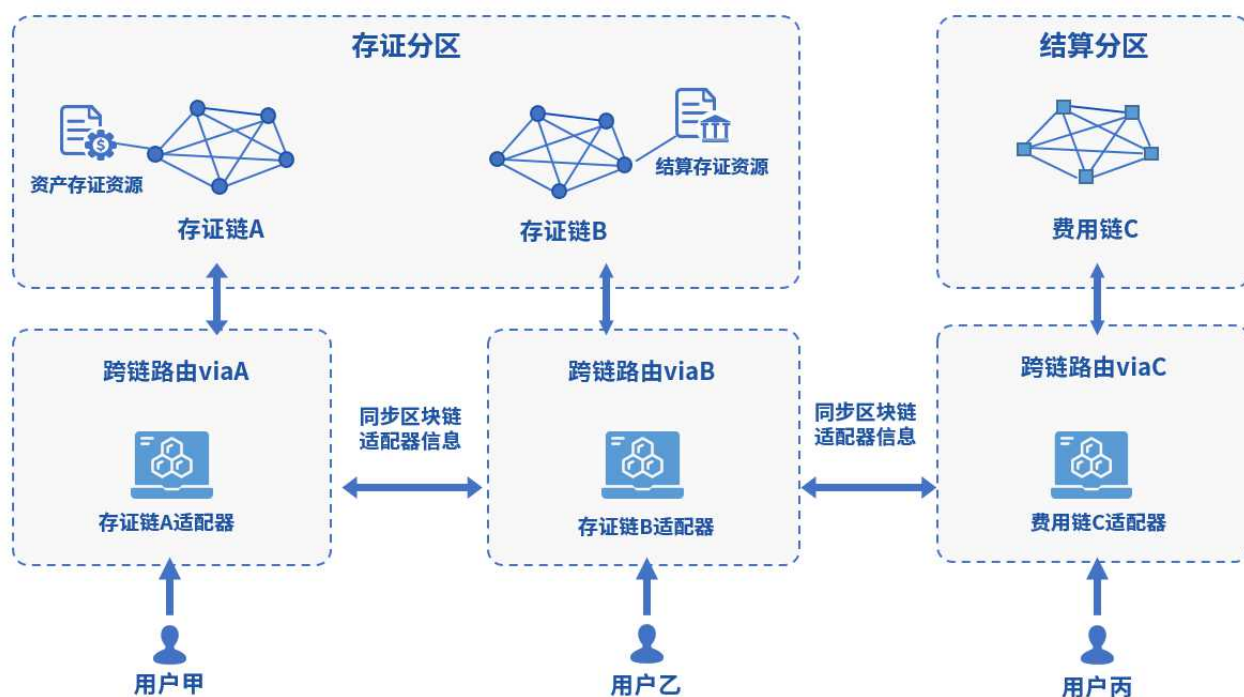 存证分区
结算分区
资产存证资源
结算存证资源
存证链A
存证链B
费用链C
跨链路由viaA
跨链路由viaB
跨链路由viaC
同步区块链
适配器信息
同步区块链
适配器信息
存证链A适配器
存证链B适配器
费用链C适配器
用户甲
用户乙
用户丙